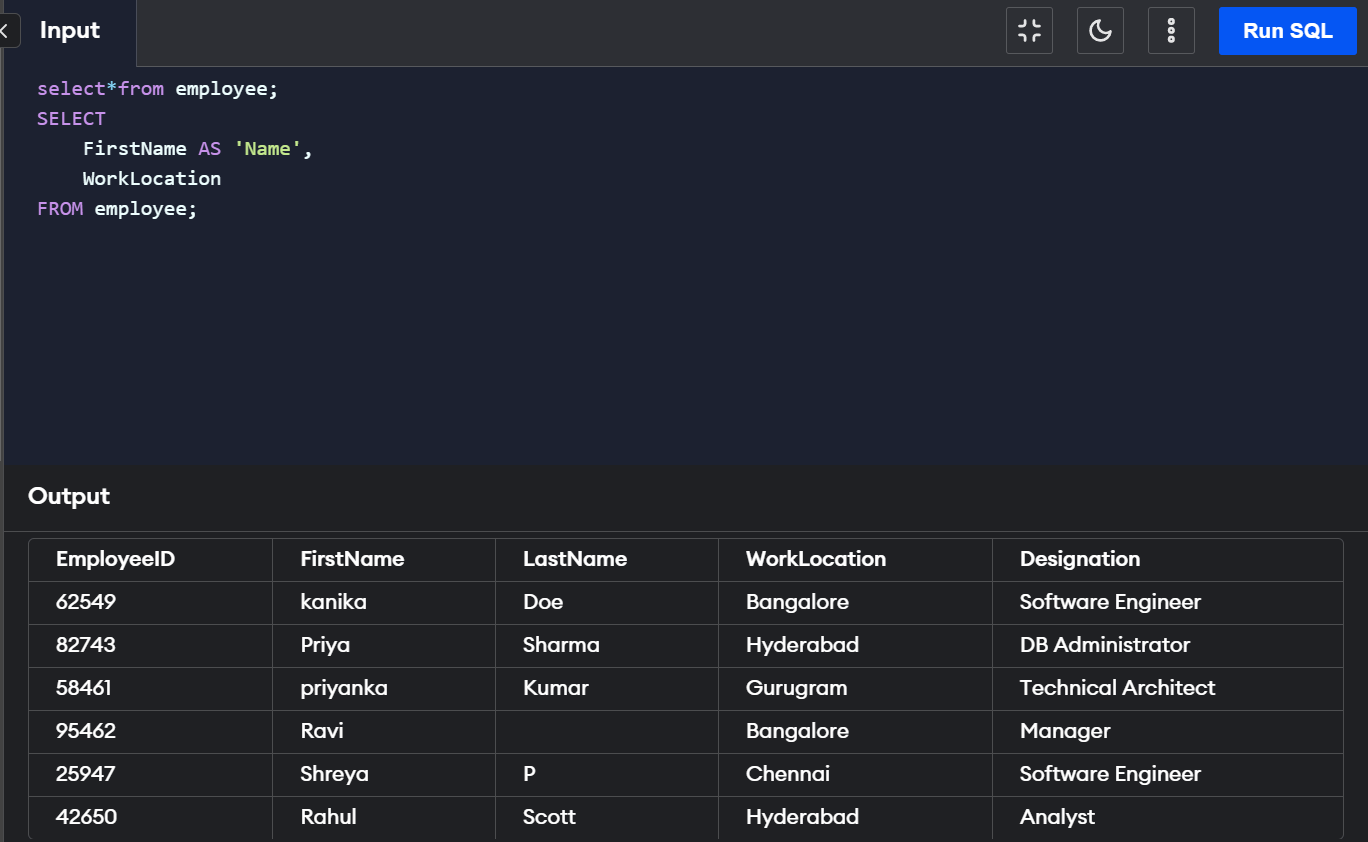 Input
Run SQL
select*from employee;
SELECT
    FirstName AS 'Name',
    WorkLocation
FROM employee;
Output
EmployeeID FirstName LastName WorkLocation Designation
62549 kanika Doe Bangalore Software Engineer
82743 Priya Sharma Hyderabad DB Administrator
58461 priyanka Kumar Gurugram Technical Architect
95462 Ravi Bangalore Manager
25947 Shreya P Chennai Software Engineer
42650 Rahul Scott Hyderabad Analyst